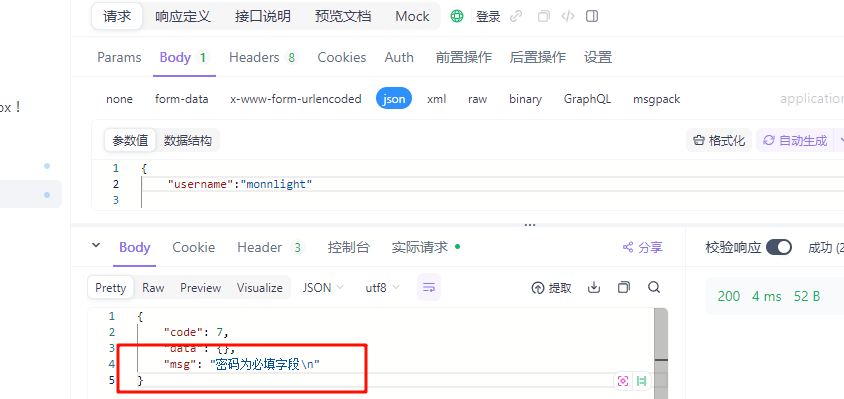 请求 响应定义 接口说明 预览文档 Mock 登录
Params Body 1 Headers 8 Cookies Auth 前置操作 后置操作 设置
ox！
none form-data x-www-form-urlencoded json xml raw binary GraphQL msgpack application
参数值 数据结构 格式化 自动生成
1 {
2 "username":"monnlight"
3
Body Cookie Header 3 控制台 实际请求 分享 校验响应 成功 (2
Pretty Raw Preview Visualize JSON utf8 提取
200 4 ms 52 B
1 {
2 "code": 7,
3 "data": {},
4 "msg": "密码为必填字段\n"
5 }